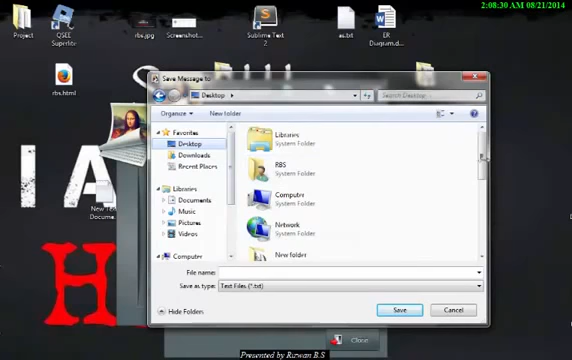 2:08:30 AM 08/21/2014
Project
QSEE
Superlite
rbs.jpg
Screenshot...
Sublime Text
2
as.txt
ER
Diagram.d...
rbs.html
I A
H
New Te
Docume..
Save Message to
Desktop
Search Desktop
Organize
New folder
Favorites
Desktop
Downloads
Recent Places
Libraries
Documents
Music
Pictures
Videos
Computer
Libraries
System Folder
RBS
System Folder
Computer
System Folder
Network
System Folder
New folder
File name:
Save as type:
Text Files (*.txt)
Hide Folders
Save
Cancel
Close
Presented by Rizwan B.S